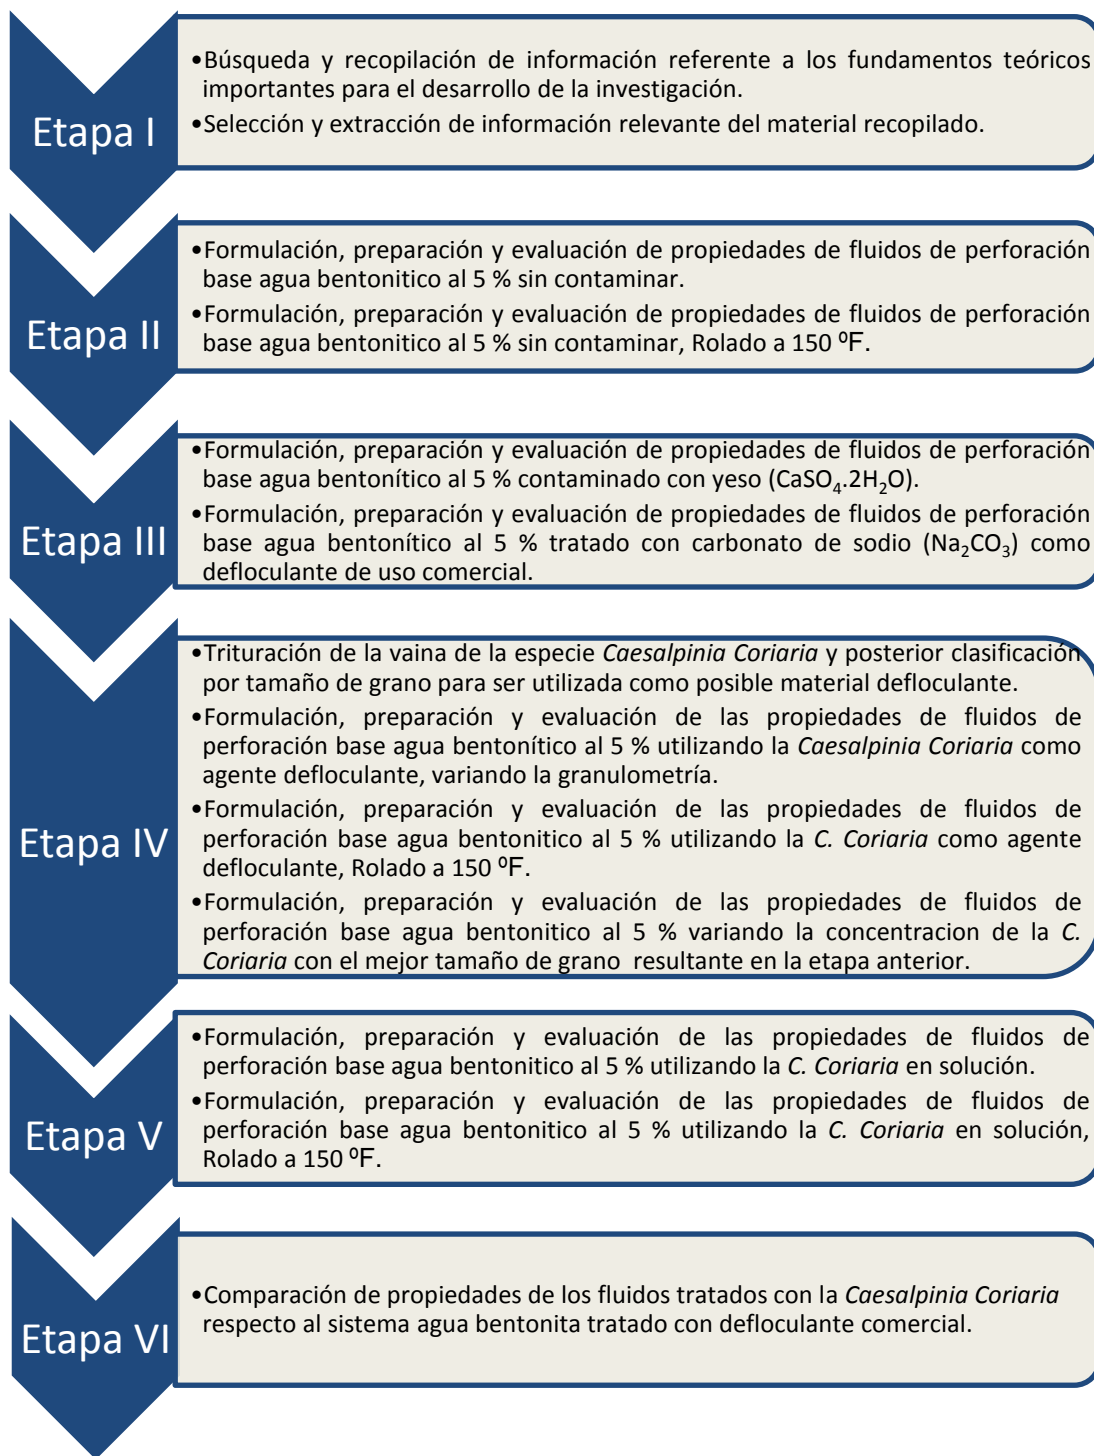 Etapa I
•Búsqueda y recopilación de información referente a los fundamentos teóricos
importantes para el desarrollo de la investigación.
•Selección y extracción de información relevante del material recopilado.
Etapa II
•Formulación, preparación y evaluación de propiedades de fluidos de perforación
base agua bentonitico al 5 % sin contaminar.
•Formulación, preparación y evaluación de propiedades de fluidos de perforación
base agua bentonitico al 5 % sin contaminar, Rolado a 150 ⁰F.
Etapa III
•Formulación, preparación y evaluación de propiedades de fluidos de perforación
base agua bentonítico al 5 % contaminado con yeso (CaSO₄.2H₂O).
•Formulación, preparación y evaluación de propiedades de fluidos de perforación
base agua bentonítico al 5 % tratado con carbonato de sodio (Na₂CO₃) como
defloculante de uso comercial.
Etapa IV
•Trituración de la vaina de la especie Caesalpinia Coriaria y posterior clasificación
por tamaño de grano para ser utilizada como posible material defloculante.
•Formulación, preparación y evaluación de las propiedades de fluidos de
perforación base agua bentonítico al 5 % utilizando la Caesalpinia Coriaria como
agente defloculante, variando la granulometría.
•Formulación, preparación y evaluación de las propiedades de fluidos de
perforación base agua bentonitico al 5 % utilizando la C. Coriaria como agente
defloculante, Rolado a 150 ⁰F.
•Formulación, preparación y evaluación de las propiedades de fluidos de
perforación base agua bentonitico al 5 % variando la concentracion de la C.
Coriaria con el mejor tamaño de grano resultante en la etapa anterior.
Etapa V
•Formulación, preparación y evaluación de las propiedades de fluidos de
perforación base agua bentonitico al 5 % utilizando la C. Coriaria en solución.
•Formulación, preparación y evaluación de las propiedades de fluidos de
perforación base agua bentonitico al 5 % utilizando la C. Coriaria en solución,
Rolado a 150 ⁰F.
Etapa VI
•Comparación de propiedades de los fluidos tratados con la Caesalpinia Coriaria
respecto al sistema agua bentonita tratado con defloculante comercial.